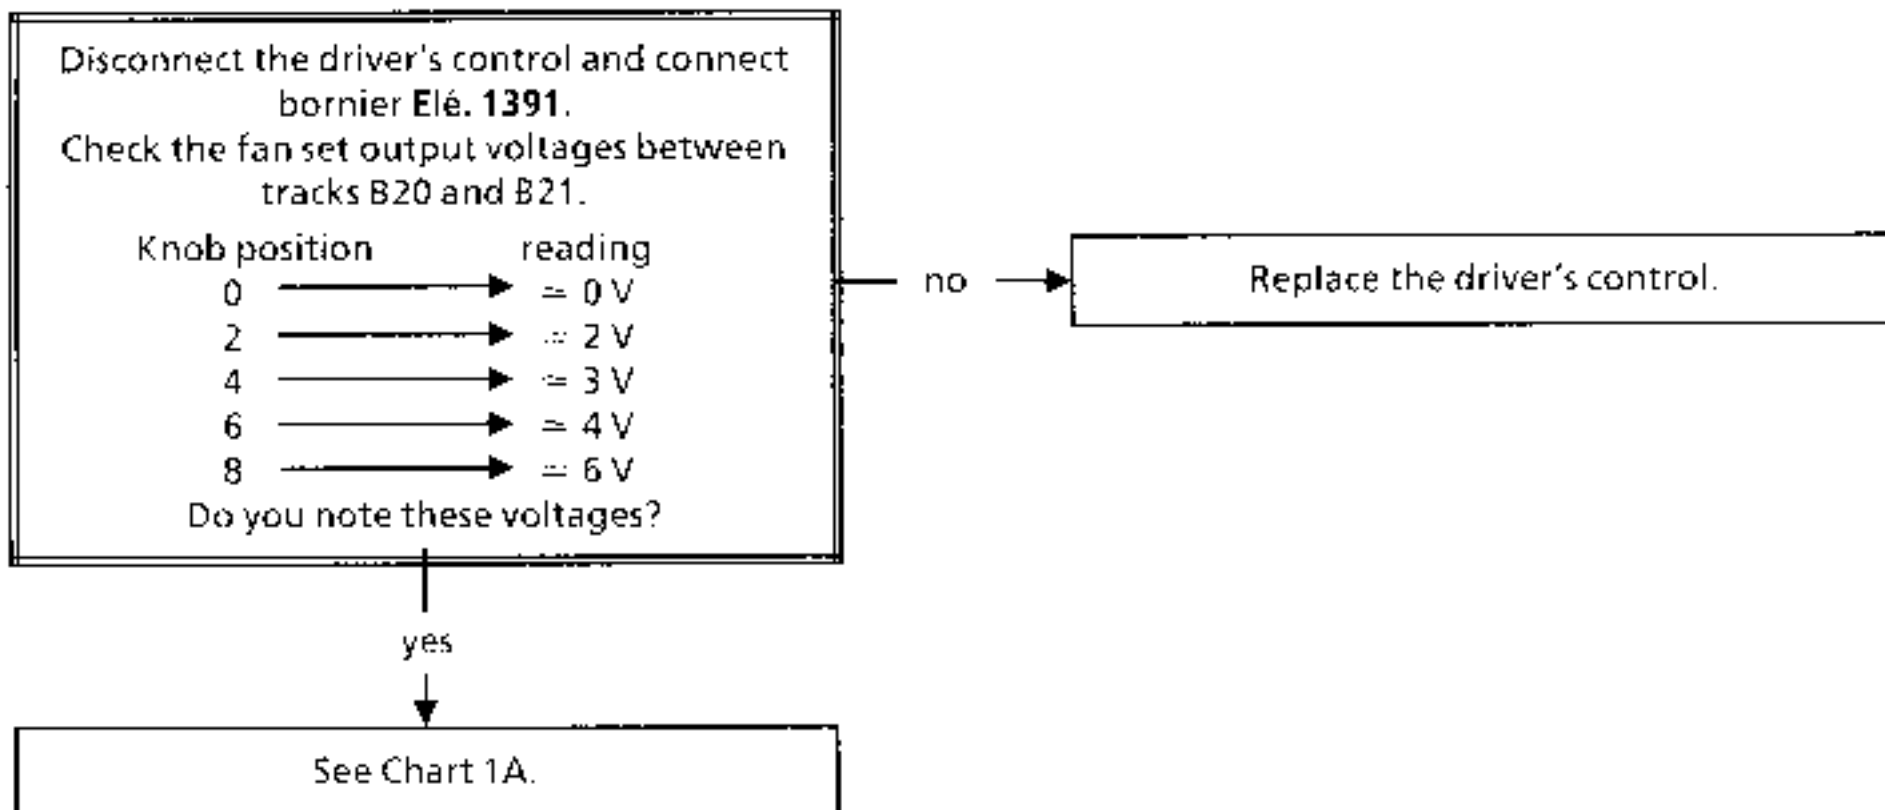 Disconnect the driver's control and connect
bornier Elé. 1391.
Check the fan set output voltages between
tracks B20 and B21.
Knob position reading
0 ≃ 0 V
2 ≃ 2 V
4 ≃ 3 V
6 ≃ 4 V
8 ≃ 6 V
Do you note these voltages?
no
Replace the driver's control.
yes
See Chart 1A.